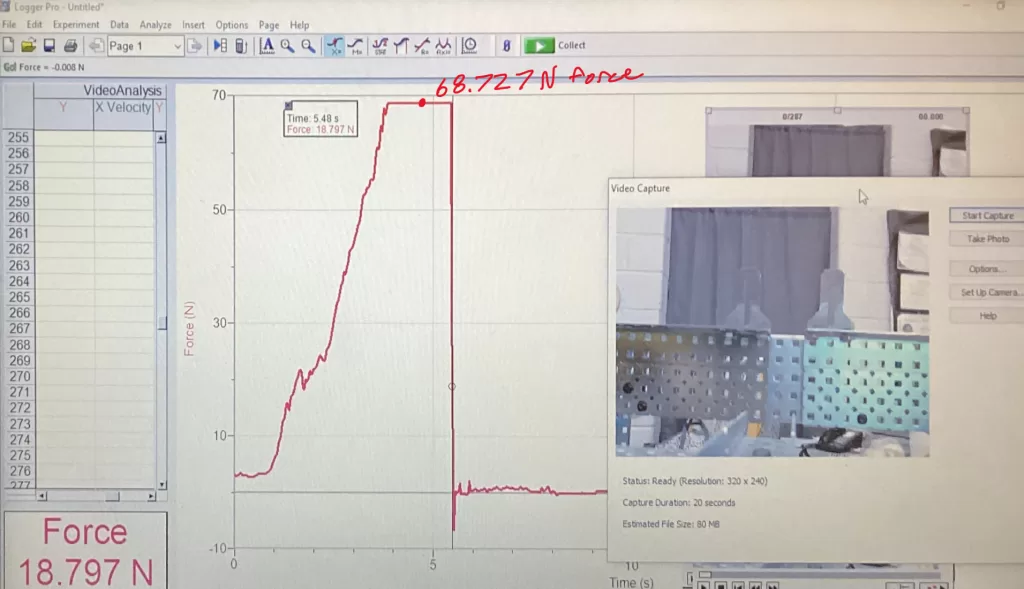 Logger Pro - Untitled*
File Edit Experiment Data Analyze Insert Options Page Help
Page 1
Collect
Force = -0.008 N
VideoAnalysis
Y X Velocity Y
255
256
257
258
259
260
261
262
263
264
265
266
267
268
269
270
271
272
273
274
275
276
277
Force
18.797 N
68.727 N force
Time: 5.48 s
Force: 18.797 N
70
50
30
10
-10
Force (N)
0
5
10
Time (s)
0/287
00.000
Video Capture
Start Capture
Take Photo
Options...
Set Up Camera...
Help
Status: Ready (Resolution: 320 x 240)
Capture Duration: 20 seconds
Estimated File Size: 80 MB